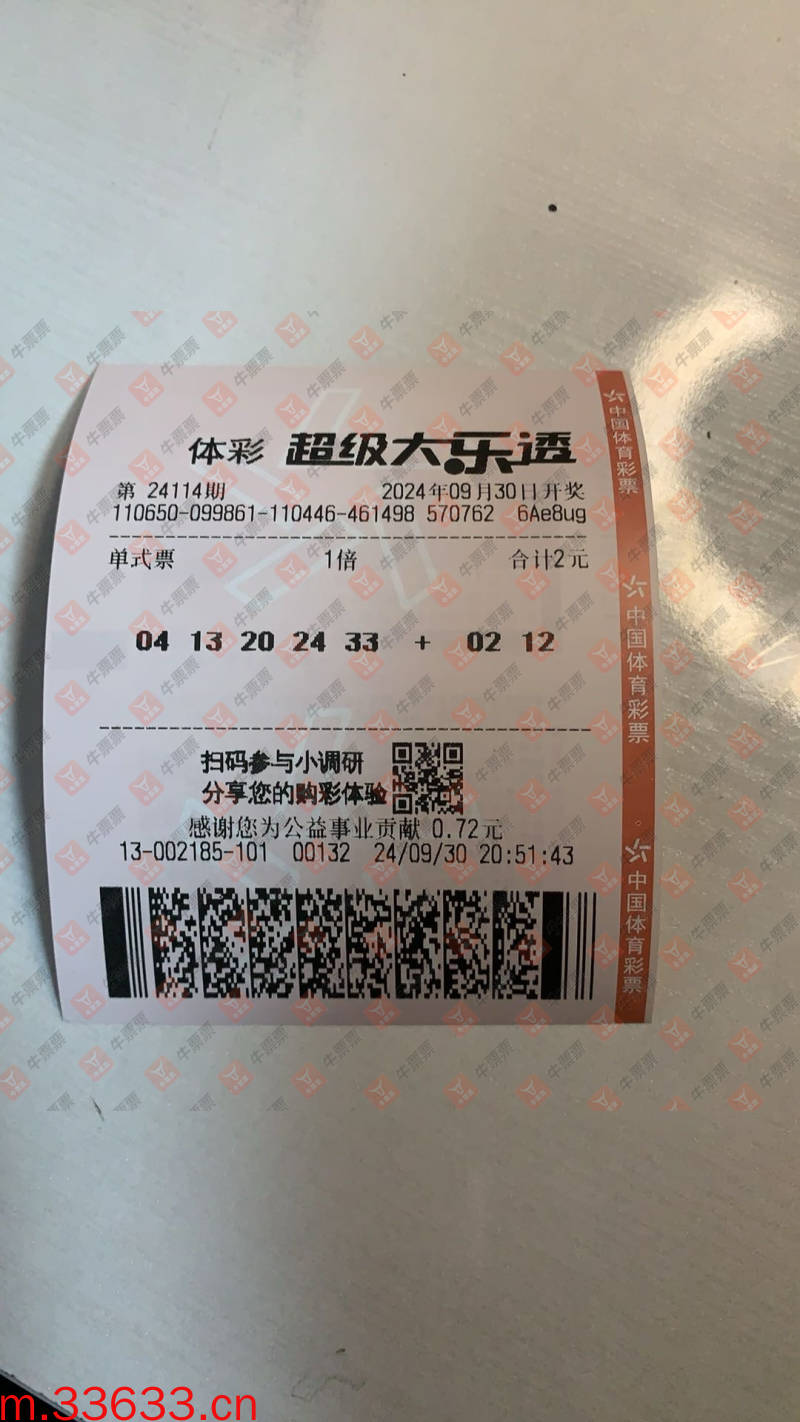 体彩 超级大乐透
第 24114期 2024年09月30日开奖
110650-099861-110446-461498 570762 6Ae8ug
单式票 1倍 合计2元
04 13 20 24 33 + 02 12
扫码参与小调研
分享您的购彩体验
感谢您为公益事业贡献 0.72元
13-002185-101 00132 24/09/30 20:51:43
中国体育彩票
中国体育彩票
中国体育彩票
牛票票
m.33633.cn